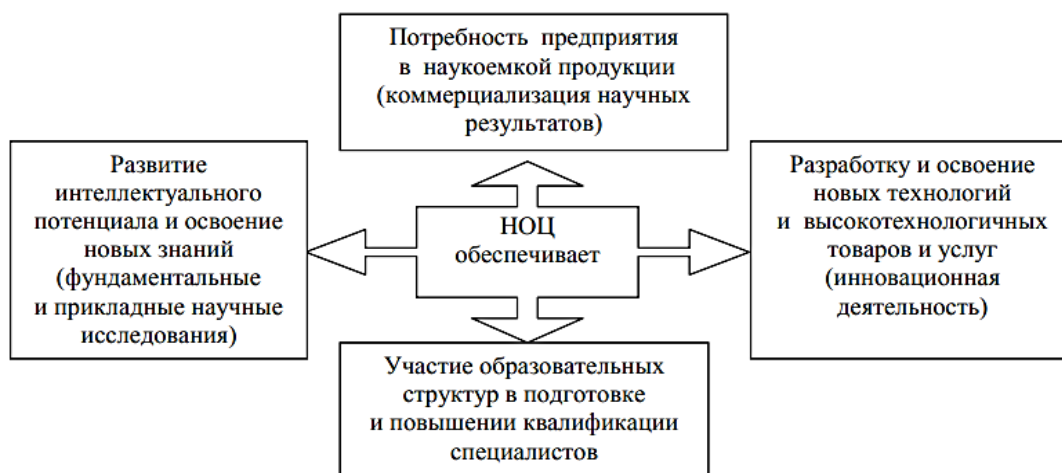 Потребность предприятия
в наукоемкой продукции
(коммерциализация научных
результатов)
Развитие
интеллектуального
потенциала и освоение
новых знаний
(фундаментальные
и прикладные научные
исследования)
НОЦ
обеспечивает
Разработку и освоение
новых технологий
и высокотехнологичных
товаров и услуг
(инновационная
деятельность)
Участие образовательных
структур в подготовке
и повышении квалификации
специалистов